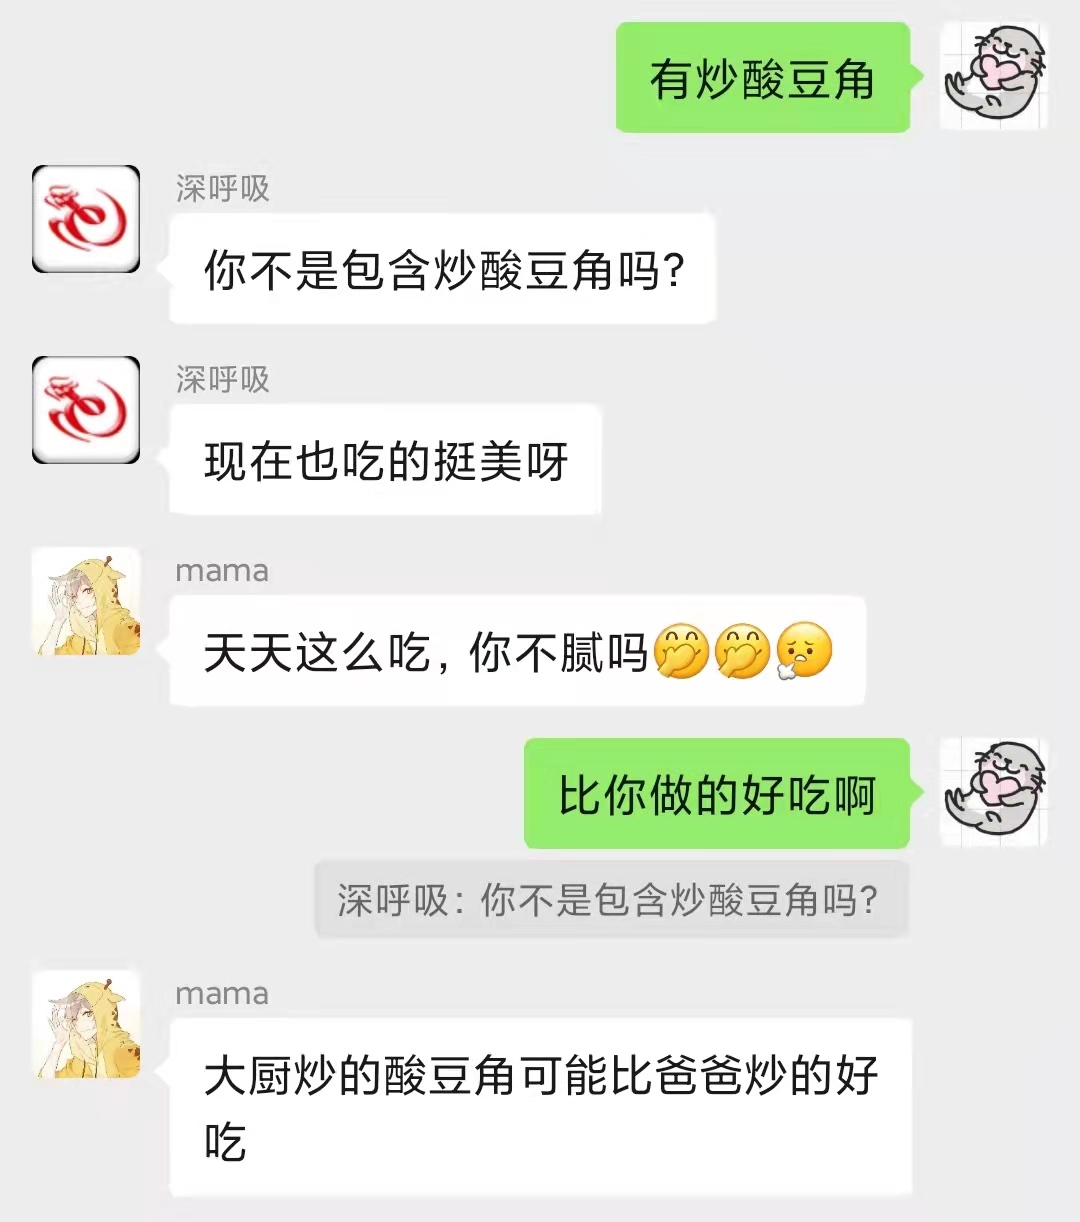 有炒酸豆角
深呼吸
你不是包含炒酸豆角吗?
深呼吸
现在也吃的挺美呀
mama
天天这么吃, 你不腻吗🤭🤭😮‍💨
比你做的好吃啊
深呼吸: 你不是包含炒酸豆角吗?
mama
大厨炒的酸豆角可能比爸爸炒的好
吃